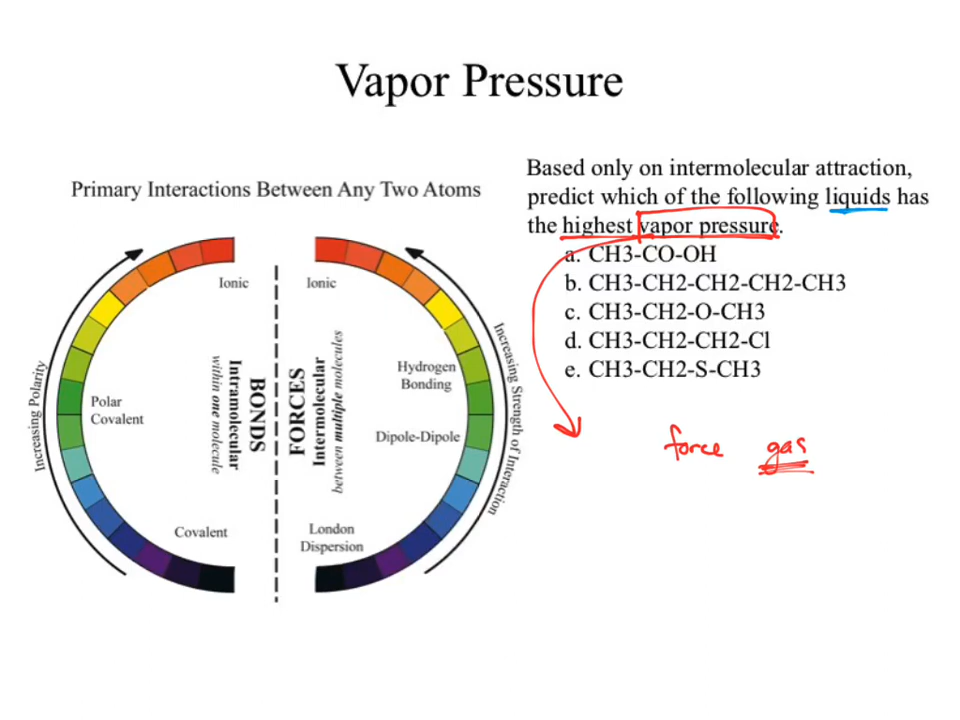 Vapor Pressure
Primary Interactions Between Any Two Atoms
Ionic
Increasing Polarity
Polar
Covalent
Covalent
BONDS
Intramolecular
within one molecule
Ionic
FORCES
Intermolecular
between multiple molecules
Hydrogen
Bonding
Dipole-Dipole
London
Dispersion
Increasing Strength of Interaction
Based only on intermolecular attraction,
predict which of the following liquids has
the highest vapor pressure.
a. CH3-CO-OH
b. CH3-CH2-CH2-CH2-CH3
c. CH3-CH2-O-CH3
d. CH3-CH2-CH2-Cl
e. CH3-CH2-S-CH3
force gas